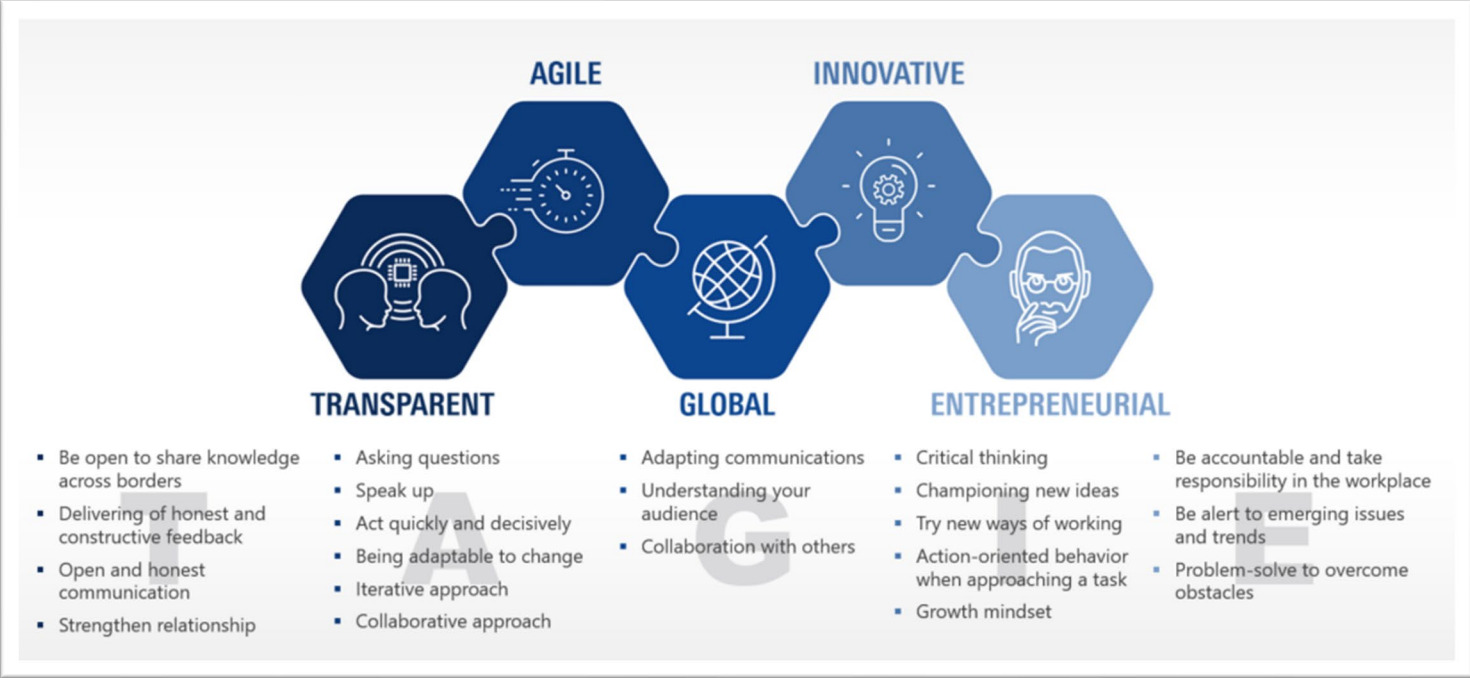 AGILE
INNOVATIVE
TRANSPARENT
GLOBAL
ENTREPRENEURIAL
▪ Be open to share knowledge
across borders
▪ Delivering of honest and
constructive feedback
▪ Open and honest
communication
▪ Strengthen relationship
▪ Asking questions
▪ Speak up
▪ Act quickly and decisively
▪ Being adaptable to change
▪ Iterative approach
▪ Collaborative approach
▪ Adapting communications
▪ Understanding your
audience
▪ Collaboration with others
▪ Critical thinking
▪ Championing new ideas
▪ Try new ways of working
▪ Action-oriented behavior
when approaching a task
▪ Growth mindset
▪ Be accountable and take
responsibility in the workplace
▪ Be alert to emerging issues
and trends
▪ Problem-solve to overcome
obstacles
T A G I E